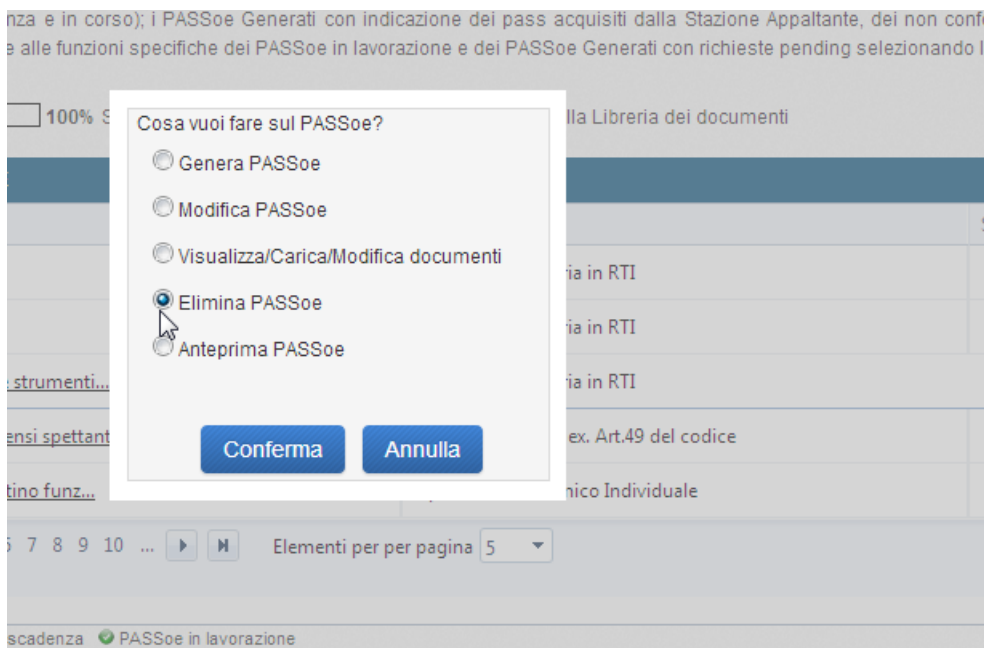 nza e in corso); i PASSoe Generati con indicazione dei pass acquisiti dalla Stazione Appaltante, dei non conf
e alle funzioni specifiche dei PASSoe in lavorazione e dei PASSoe Generati con richieste pending selezionando l
100% S
lla Libreria dei documenti
Cosa vuoi fare sul PASSoe?
Genera PASSoe
Modifica PASSoe
Visualizza/Carica/Modifica documenti
Elimina PASSoe
ria in RTI
Anteprima PASSoe
ria in RTI
e strumenti...
ria in RTI
ensi spettant
Conferma
Annulla
ex. Art.49 del codice
tino funz...
nico Individuale
6 7 8 9 10 ...
Elementi per per pagina 5
scadenza PASSoe in lavorazione